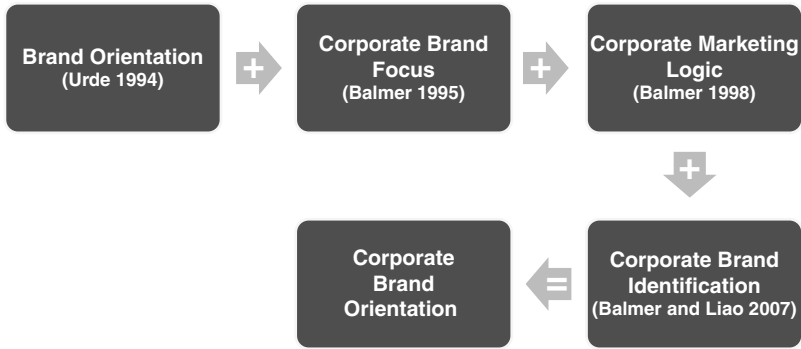 Brand Orientation
(Urde 1994)
+
Corporate Brand
Focus
(Balmer 1995)
+
Corporate Marketing
Logic
(Balmer 1998)
+
Corporate Brand
Identification
(Balmer and Liao 2007)
=
Corporate
Brand
Orientation